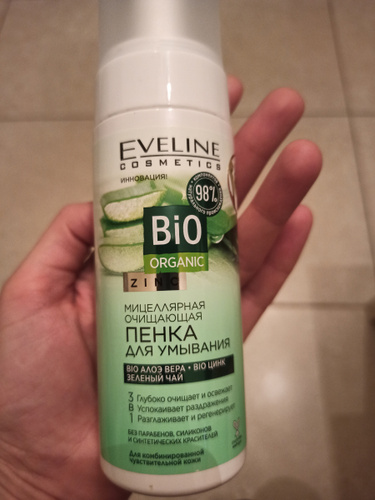 EVELINE
COSMETICS
ИННОВАЦИЯ!
98%
BiO
ORGANIC
ZINC
МИЦЕЛЛЯРНАЯ
ОЧИЩАЮЩАЯ
ПЕНКА
ДЛЯ УМЫВАНИЯ
BIO АЛОЭ ВЕРА • BIO ЦИНК
ЗЕЛЕНЫЙ ЧАЙ
3 Глубоко очищает и освежает
В Успокаивает раздражения
1 Разглаживает и регенерирует
БЕЗ ПАРАБЕНОВ, СИЛИКОНОВ
И СИНТЕТИЧЕСКИХ КРАСИТЕЛЕЙ
Для комбинированной
чувствительной кожи